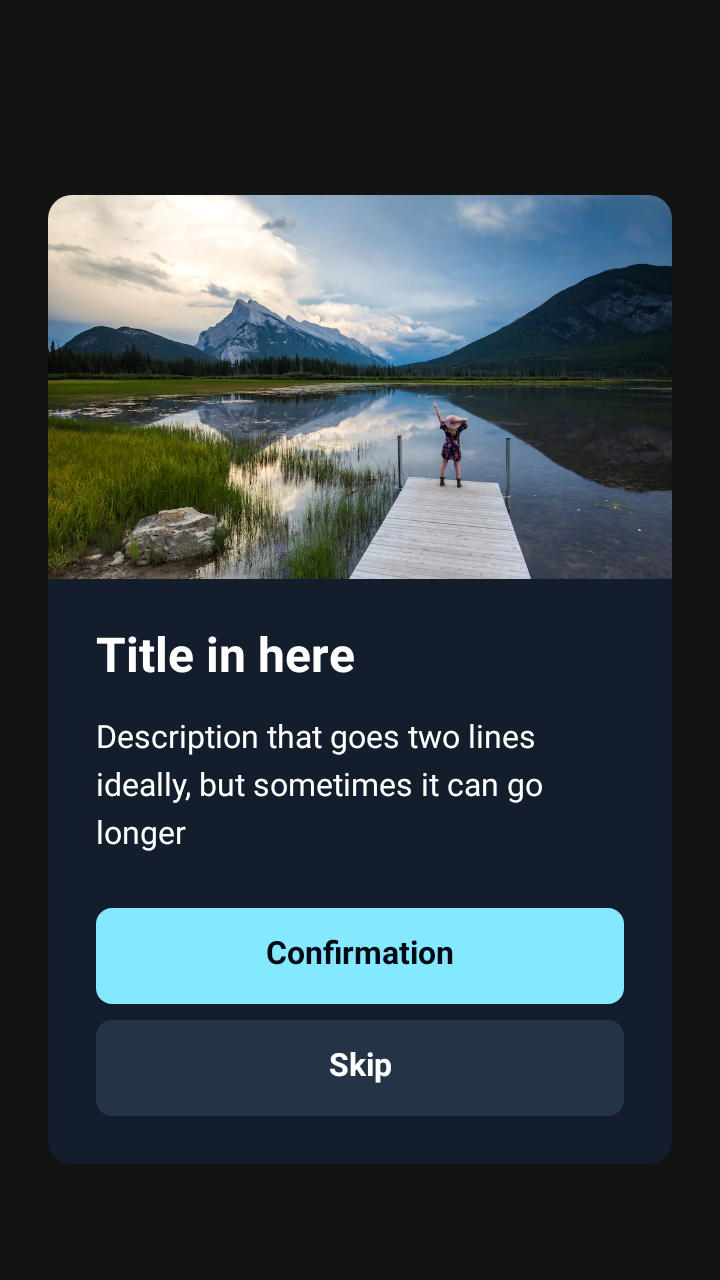 Title in here
Description that goes two lines
ideally, but sometimes it can go
longer
Confirmation
Skip